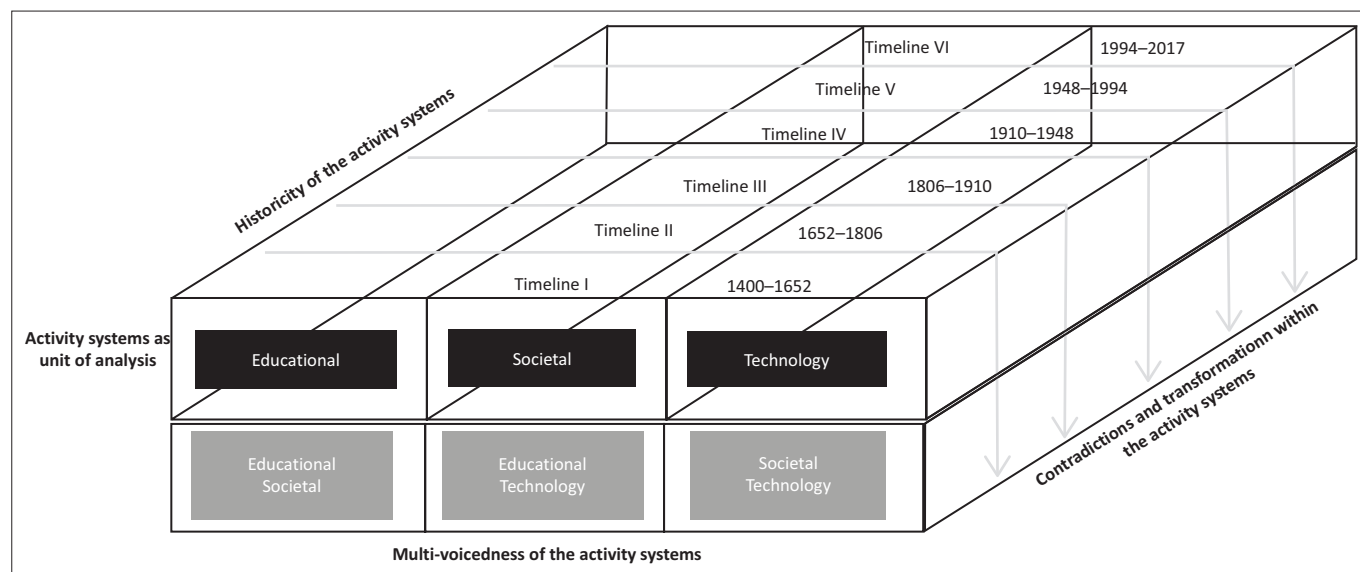 Timeline VI 1994–2017
Timeline V 1948–1994
Timeline IV 1910–1948
Timeline III 1806–1910
Timeline II 1652–1806
Timeline I 1400–1652
Historicity of the activity systems
Activity systems as
unit of analysis
Educational
Societal
Technology
Educational
Societal
Educational
Technology
Societal
Technology
Contradictions and transformationn within
the activity systems
Multi-voicedness of the activity systems